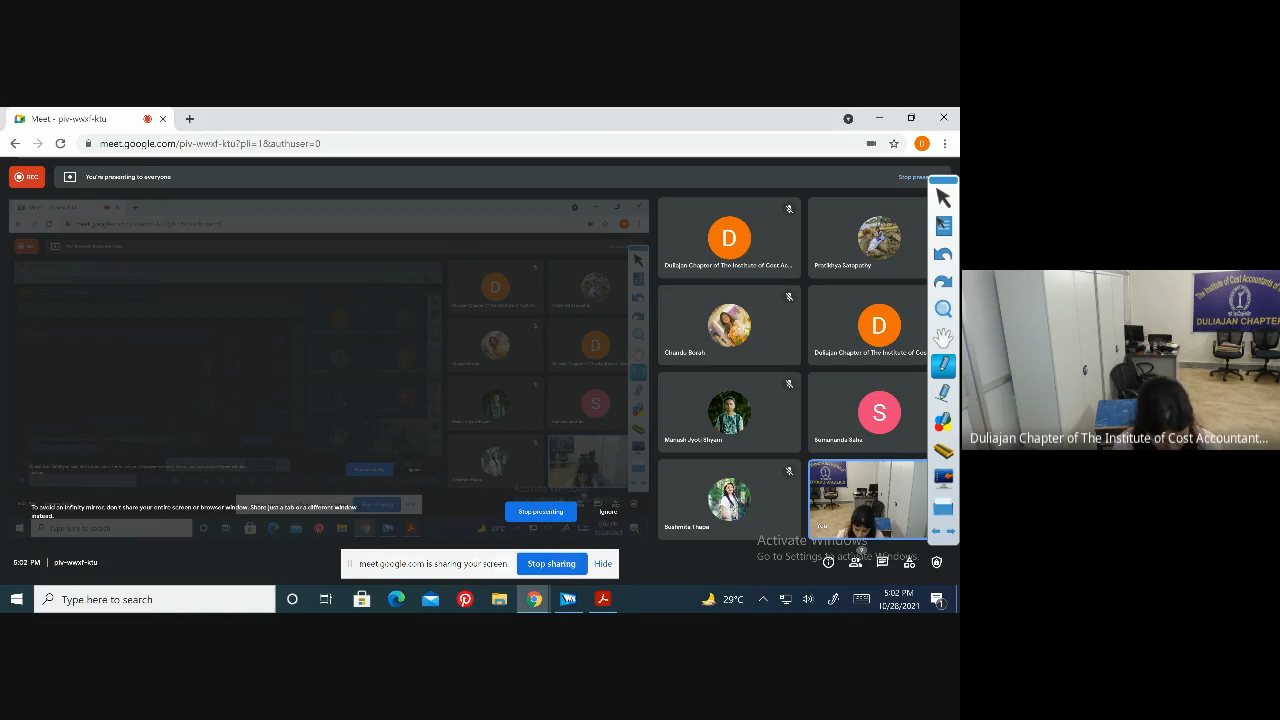 Meet - piv-wwxf-ktu
meet.google.com/piv-wwxf-ktu?pli=1&authuser=0
D
REC
You're presenting to everyone
Stop
D
Duliajan Chapter of The Institute of Cost Ac...
Pratikhya Satapathy
Chandu Borah
D
Duliajan Chapter of The Institute of Cos
Manash Jyoti Shyam
S
Sumananda Saha
Sushmita Thapa
You
To avoid an infinity mirror, don't share your entire screen or browser window. Share just a tab or a different window
instead.
Stop presenting
Ignore
Activate Windows
Go to Settings to activate Windows.
5:02 PM
piv-wwxf-ktu
9
meet.google.com is sharing your screen
Stop sharing
Hide
Type here to search
29°C
5:02 PM
10/28/2021
1
The Institute of Cost Accountants of
DULIAJAN CHAPTER
Duliajan Chapter of The Institute of Cost Accountant...